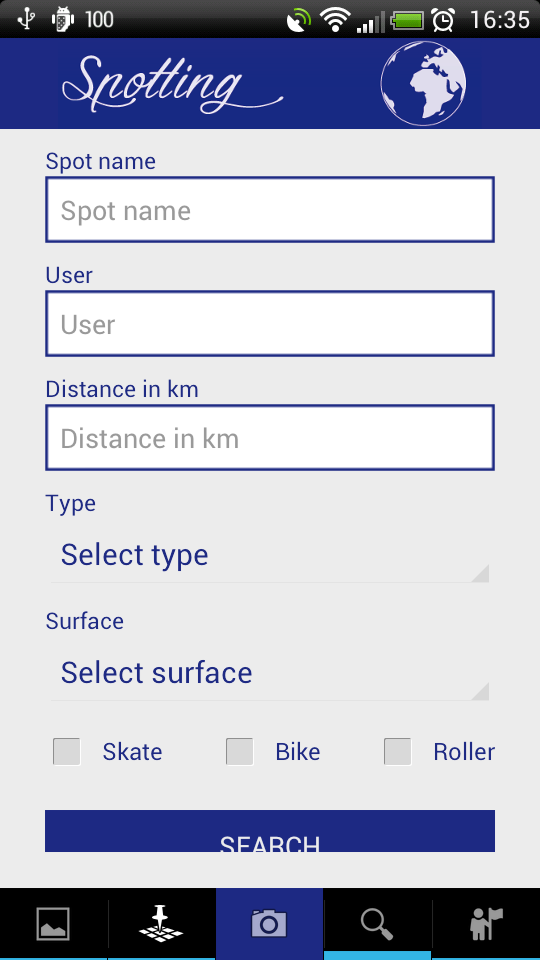 100 16:35
Spotting
Spot name
Spot name
User
User
Distance in km
Distance in km
Type
Select type
Surface
Select surface
Skate Bike Roller
SEARCH